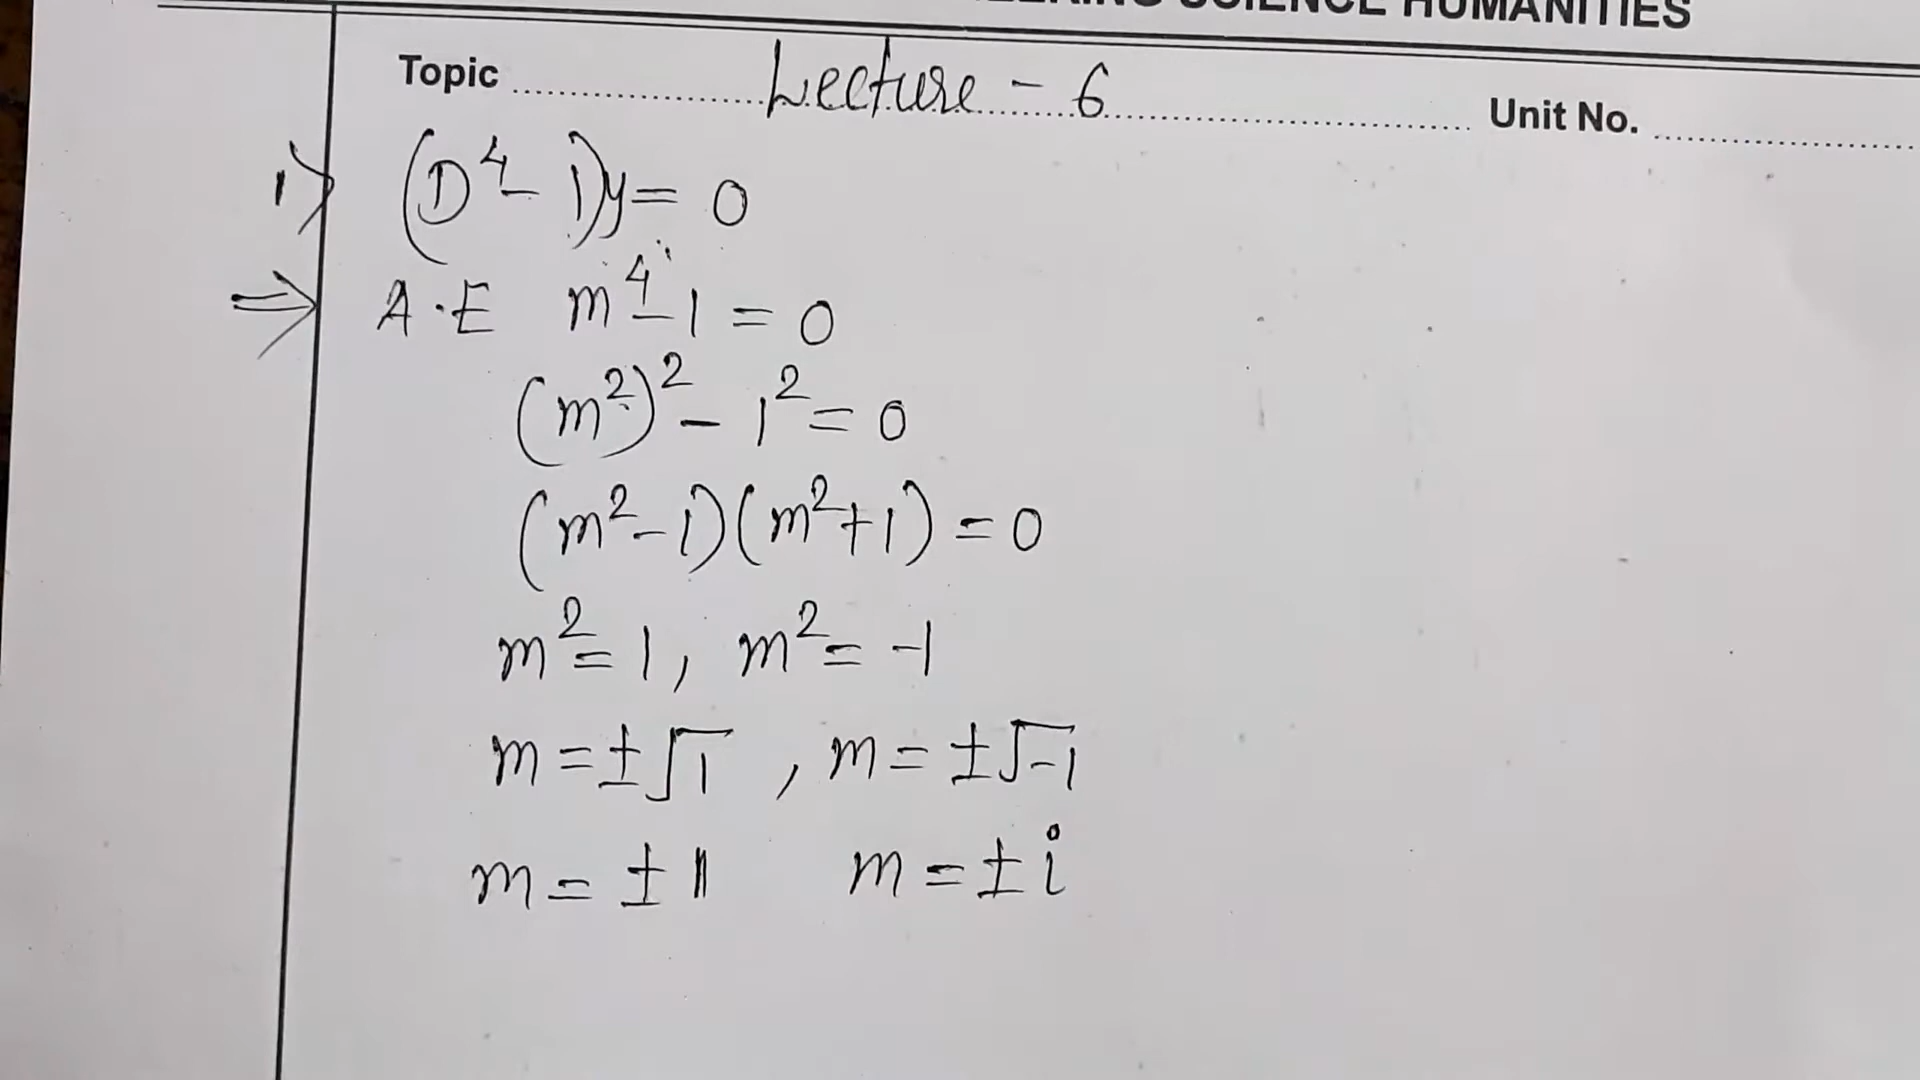 SCIENCE HUMANITIES
Topic Lecture - 6 Unit No.
1) (D⁴ - 1)y = 0
⇒ A.E m⁴ - 1 = 0
(m²)² - 1² = 0
(m² - 1)(m² + 1) = 0
m² = 1, m² = -1
m = ±√1 , m = ±√-1
m = ± 1 m = ± i